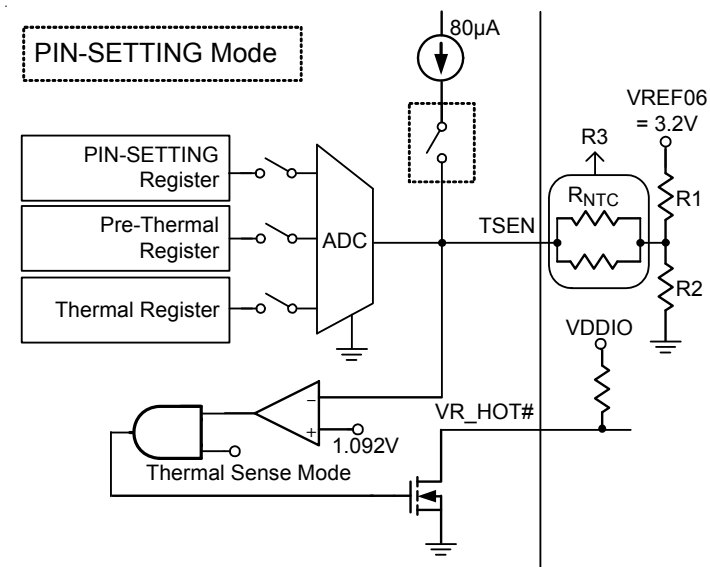 PIN-SETTING Mode
80μA
VREF06
= 3.2V
PIN-SETTING
Register
R3
RNTC
R1
Pre-Thermal
Register
ADC
TSEN
R2
Thermal Register
VDDIO
VR_HOT#
−
+
1.092V
Thermal Sense Mode